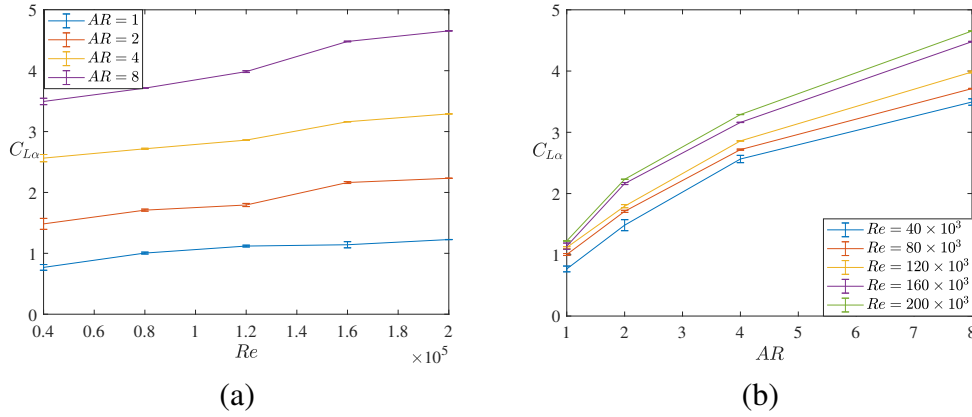 5
4
3
2
1
0
C_{Lα}
AR = 1
AR = 2
AR = 4
AR = 8
0.4 0.6 0.8 1 1.2 1.4 1.6 1.8 2
Re
×10^5
(a)
5
4
3
2
1
0
C_{Lα}
Re = 40 × 10^3
Re = 80 × 10^3
Re = 120 × 10^3
Re = 160 × 10^3
Re = 200 × 10^3
1 2 3 4 5 6 7 8
AR
(b)